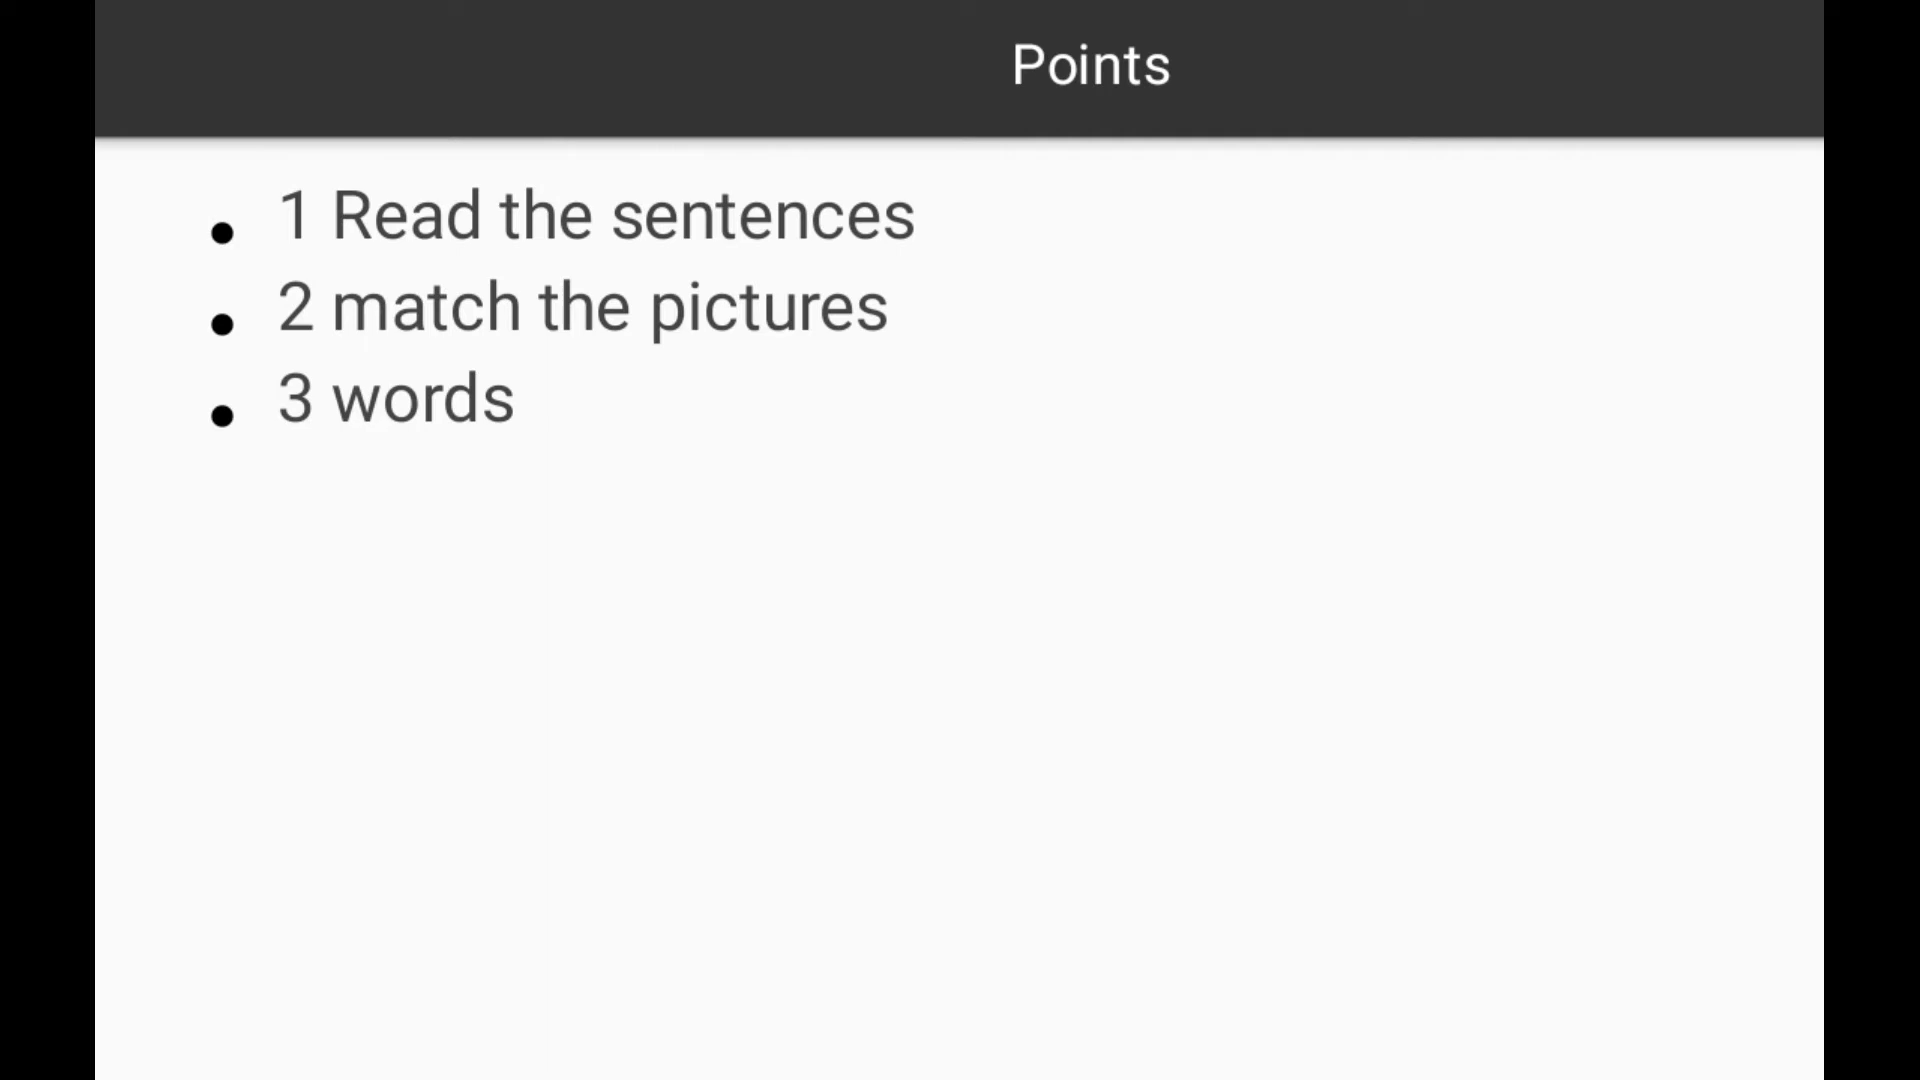 Points
• 1 Read the sentences
• 2 match the pictures
• 3 words